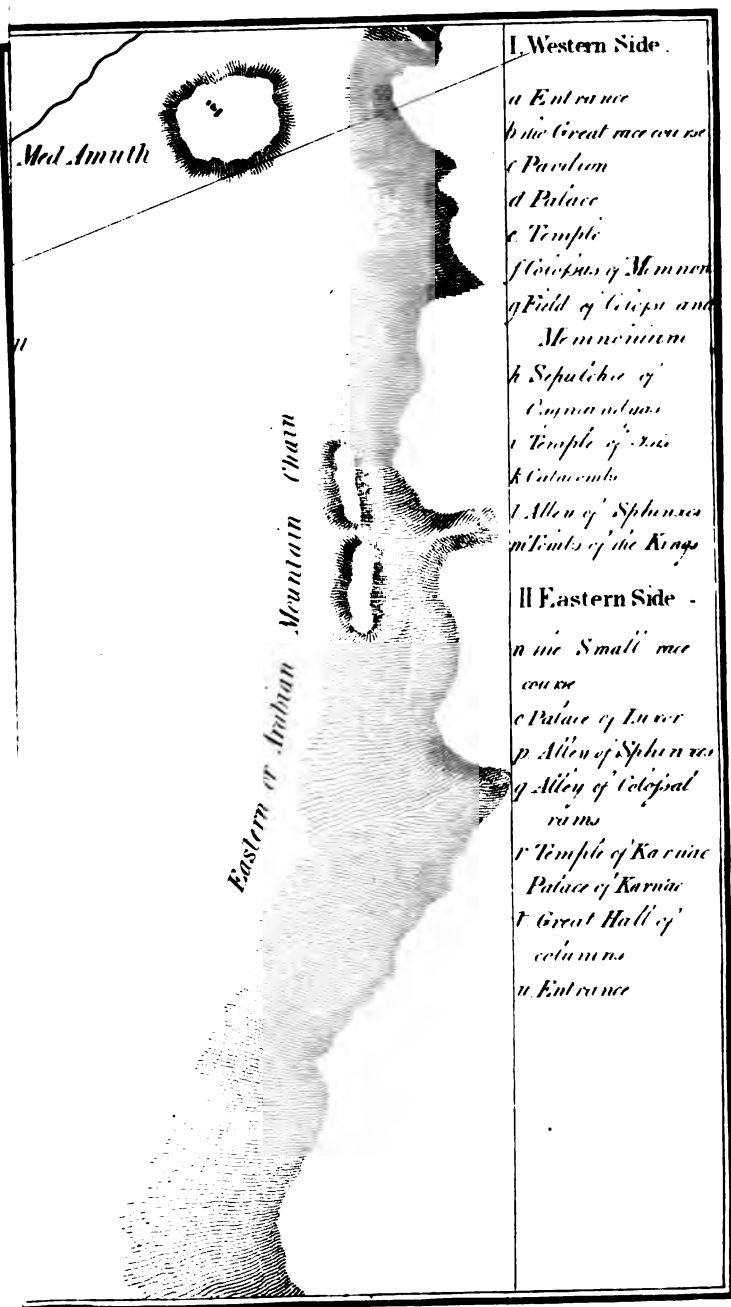 I. Western Side.
a Entrance
b the Great race course
c Pavilion
d Palace
e Temple
f Coloſsus of Memnon
g Field of Coloſsi and
Memnonium
h Sepulchre of
Osymandyas
i Temple of Isis
k Catacombs
l Alley of Sphinxes
m Tombs of the Kings
II Eastern Side -
n the Small race
course
o Palace of Luxor
p. Alley of Sphinxes
q Alley of Coloſsal
rams
r Temple of Karnac
Palace of Karnac
t Great Hall of
columns
u. Entrance
Med Amuth
Eastern or Arabian Mountain Chain